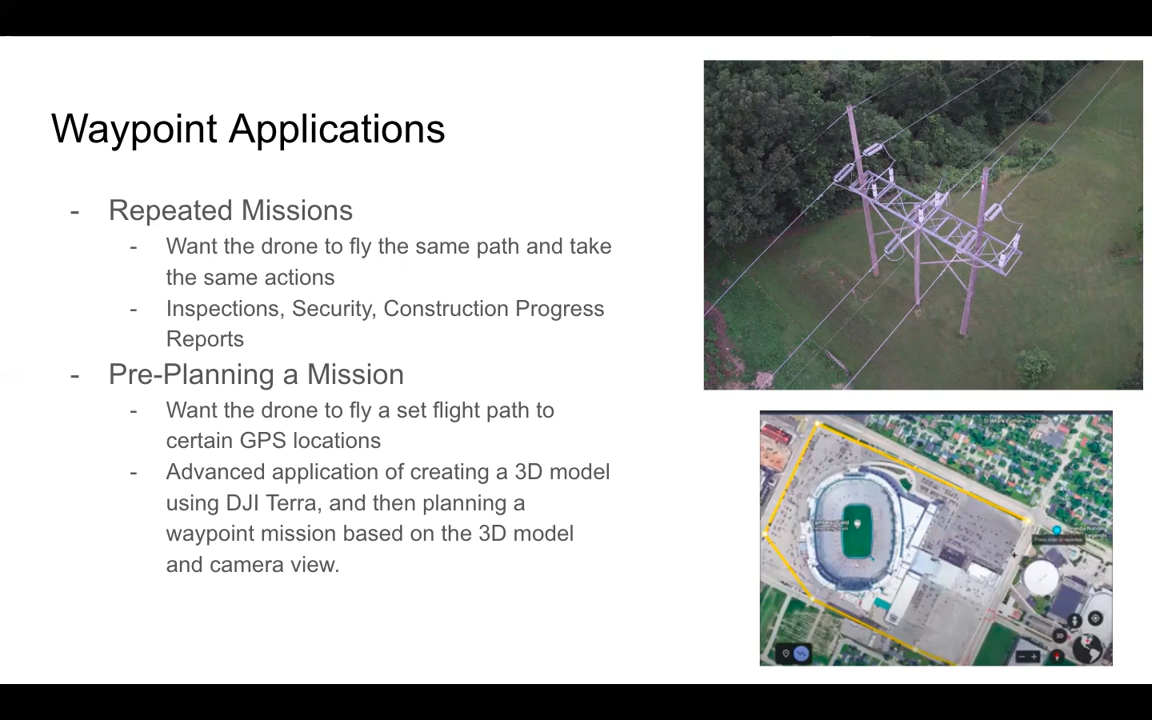 Waypoint Applications
- Repeated Missions
- Want the drone to fly the same path and take
the same actions
- Inspections, Security, Construction Progress
Reports
- Pre-Planning a Mission
- Want the drone to fly a set flight path to
certain GPS locations
- Advanced application of creating a 3D model
using DJI Terra, and then planning a
waypoint mission based on the 3D model
and camera view.
3D